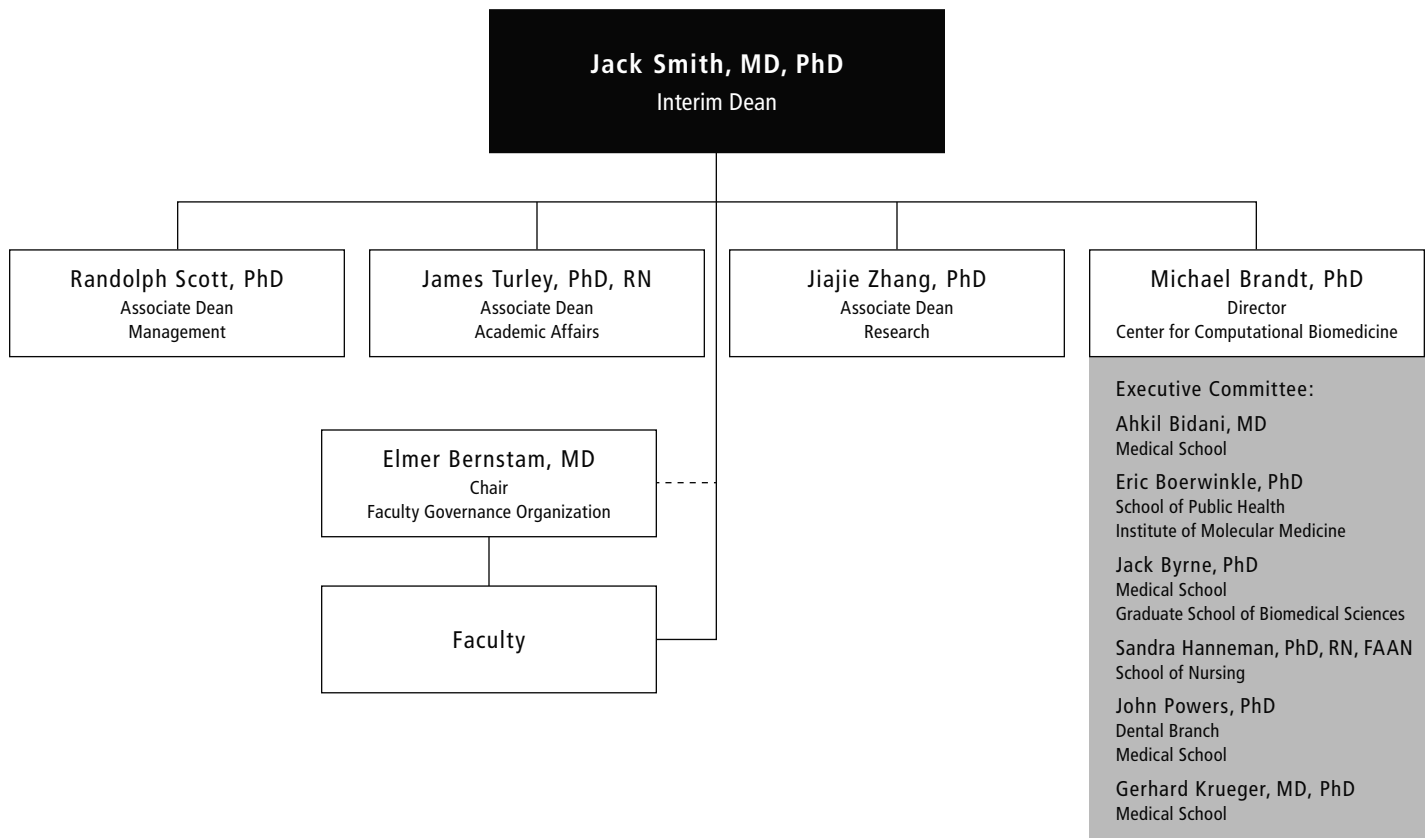 Jack Smith, MD, PhD
Interim Dean
Randolph Scott, PhD
Associate Dean
Management
James Turley, PhD, RN
Associate Dean
Academic Affairs
Jiajie Zhang, PhD
Associate Dean
Research
Michael Brandt, PhD
Director
Center for Computational Biomedicine
Elmer Bernstam, MD
Chair
Faculty Governance Organization
Faculty
Executive Committee:
Ahkil Bidani, MD
Medical School
Eric Boerwinkle, PhD
School of Public Health
Institute of Molecular Medicine
Jack Byrne, PhD
Medical School
Graduate School of Biomedical Sciences
Sandra Hanneman, PhD, RN, FAAN
School of Nursing
John Powers, PhD
Dental Branch
Medical School
Gerhard Krueger, MD, PhD
Medical School